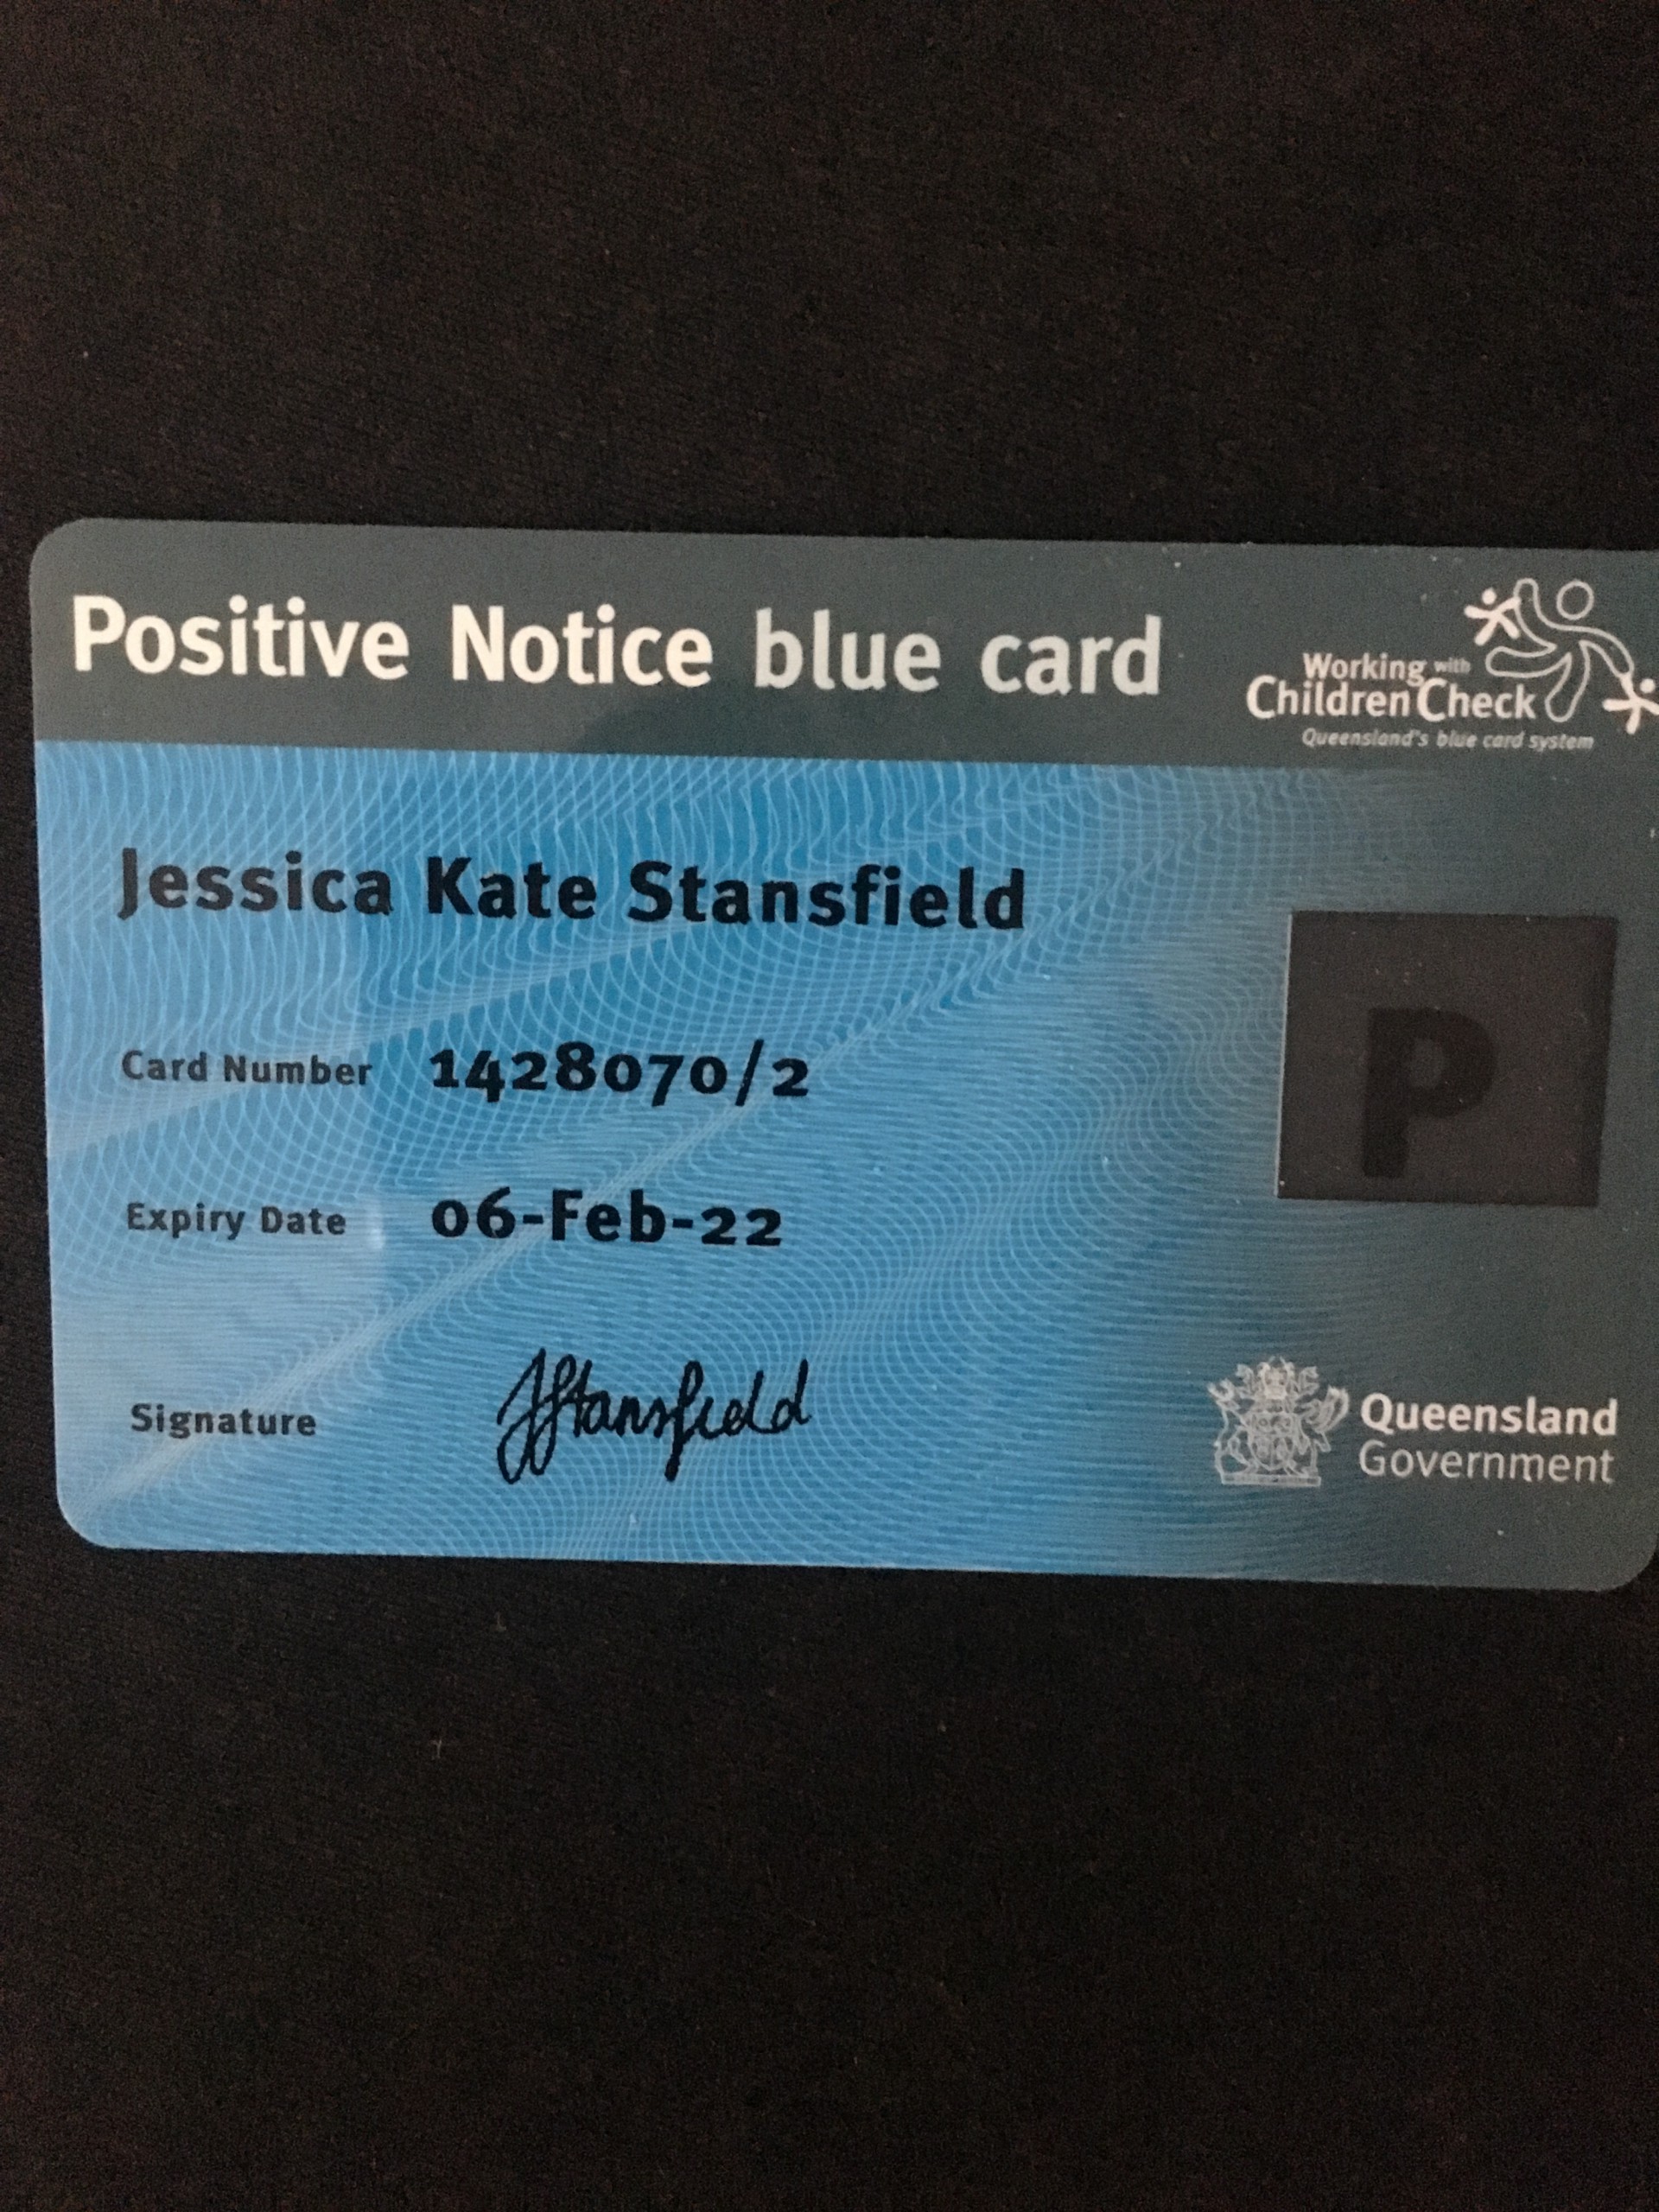 Positive Notice blue card
Working with
Children Check
Queensland's blue card system
Jessica Kate Stansfield
P
Card Number 1428070/2
Expiry Date 06-Feb-22
Signature JStansfield
Queensland
Government